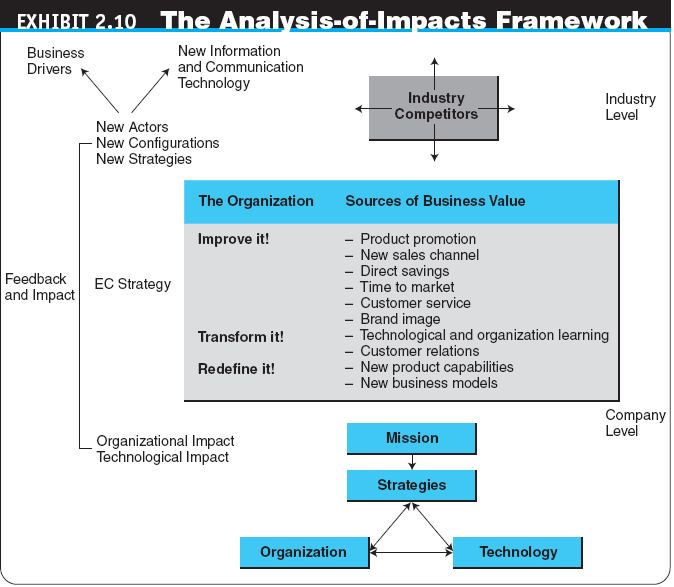 EXHIBIT 2.10 The Analysis-of-Impacts Framework
Business
Drivers
New Information
and Communication
Technology
Industry
Competitors
Industry
Level
New Actors
New Configurations
New Strategies
The Organization Sources of Business Value
Improve it! – Product promotion
– New sales channel
– Direct savings
– Time to market
– Customer service
– Brand image
Transform it! – Technological and organization learning
– Customer relations
Redefine it! – New product capabilities
– New business models
Feedback
and Impact
EC Strategy
Company
Level
Organizational Impact
Technological Impact
Mission
Strategies
Organization
Technology